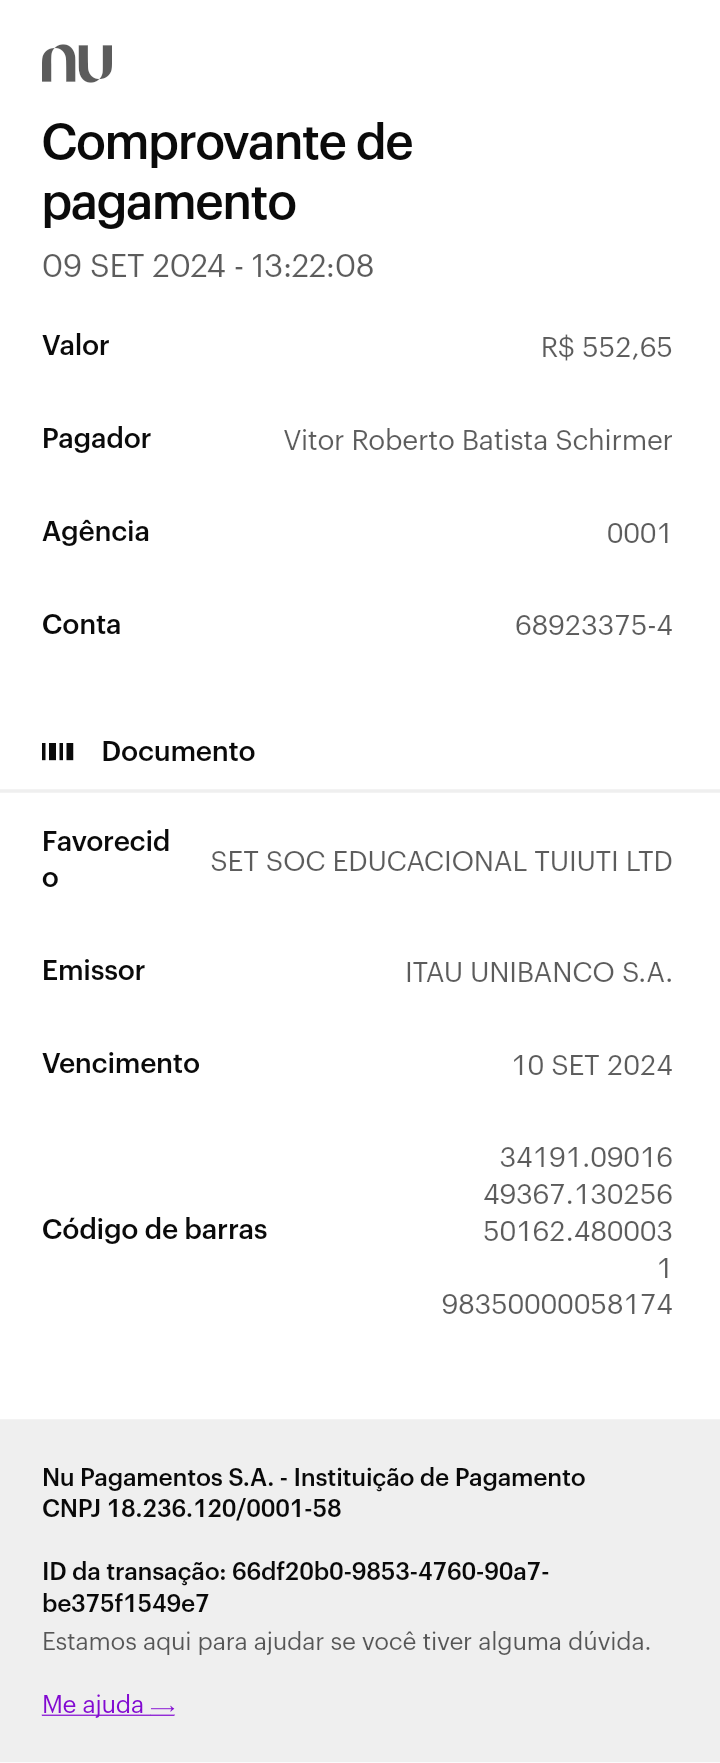 nu
Comprovante de
pagamento
09 SET 2024 - 13:22:08
Valor R$ 552,65
Pagador Vitor Roberto Batista Schirmer
Agência 0001
Conta 68923375-4
Documento
Favorecid
o SET SOC EDUCACIONAL TUIUTI LTD
Emissor ITAU UNIBANCO S.A.
Vencimento 10 SET 2024
Código de barras 34191.09016
49367.130256
50162.480003
1
98350000058174
Nu Pagamentos S.A. - Instituição de Pagamento
CNPJ 18.236.120/0001-58
ID da transação: 66df20b0-9853-4760-90a7-
be375f1549e7
Estamos aqui para ajudar se você tiver alguma dúvida.
Me ajuda →